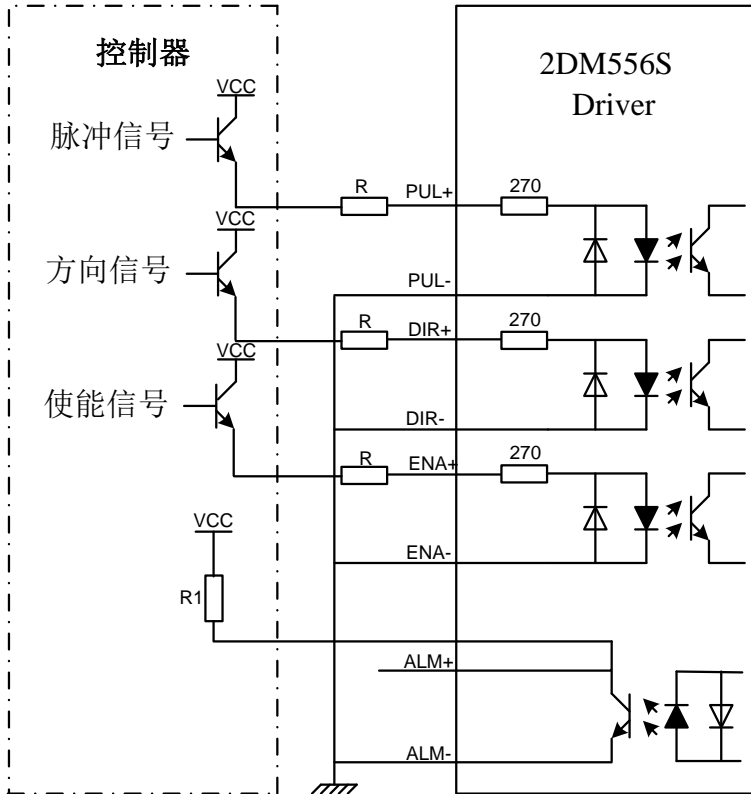 控制器
2DM556S
Driver
VCC
脉冲信号
R
PUL+
270
VCC
方向信号
PUL-
R
DIR+
270
VCC
使能信号
DIR-
R
ENA+
270
VCC
ENA-
R1
ALM+
ALM-